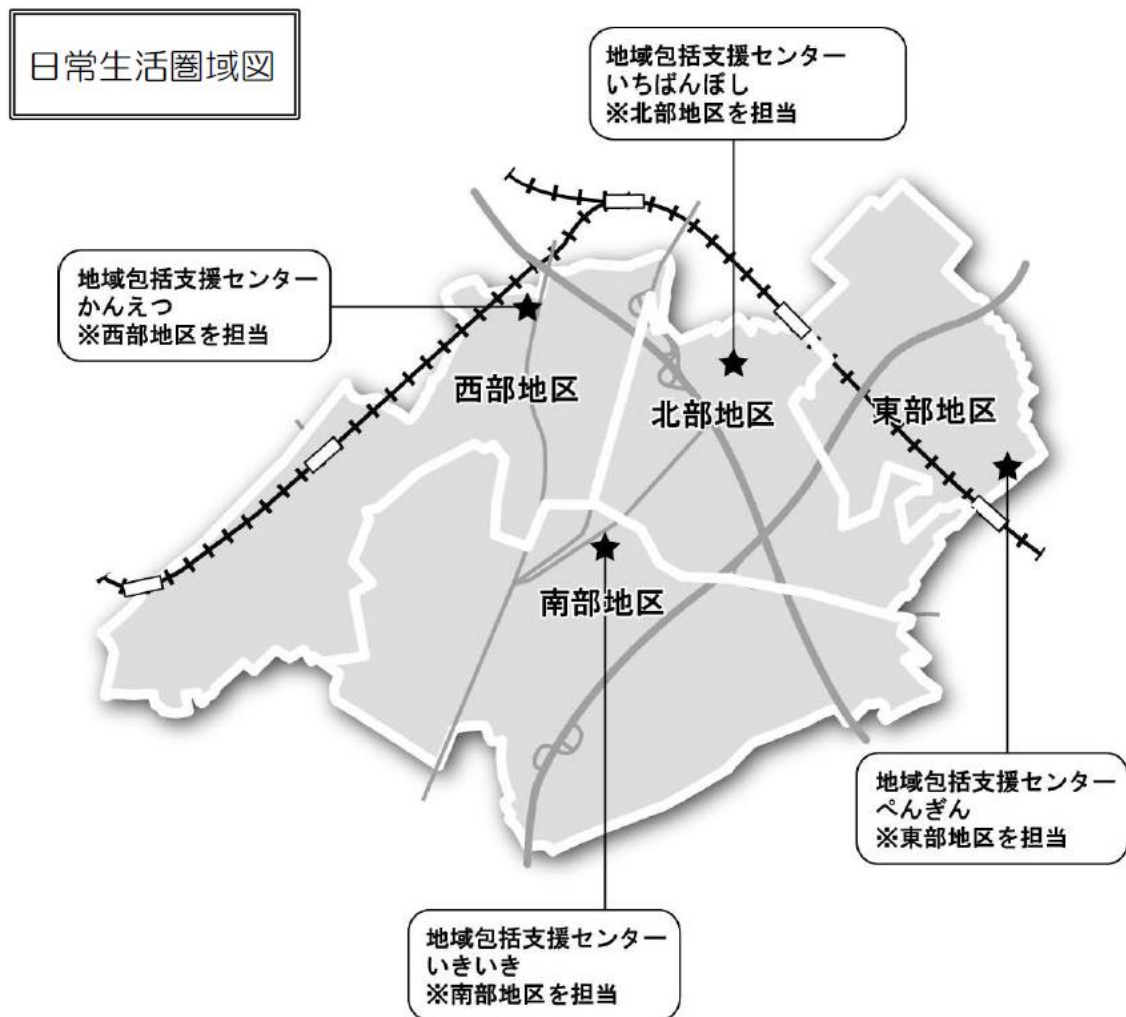 日常生活圏域図
地域包括支援センター
いちばんぼし
※北部地区を担当
地域包括支援センター
かんえつ
※西部地区を担当
西部地区
北部地区
東部地区
南部地区
地域包括支援センター
ぺんぎん
※東部地区を担当
地域包括支援センター
いきいき
※南部地区を担当